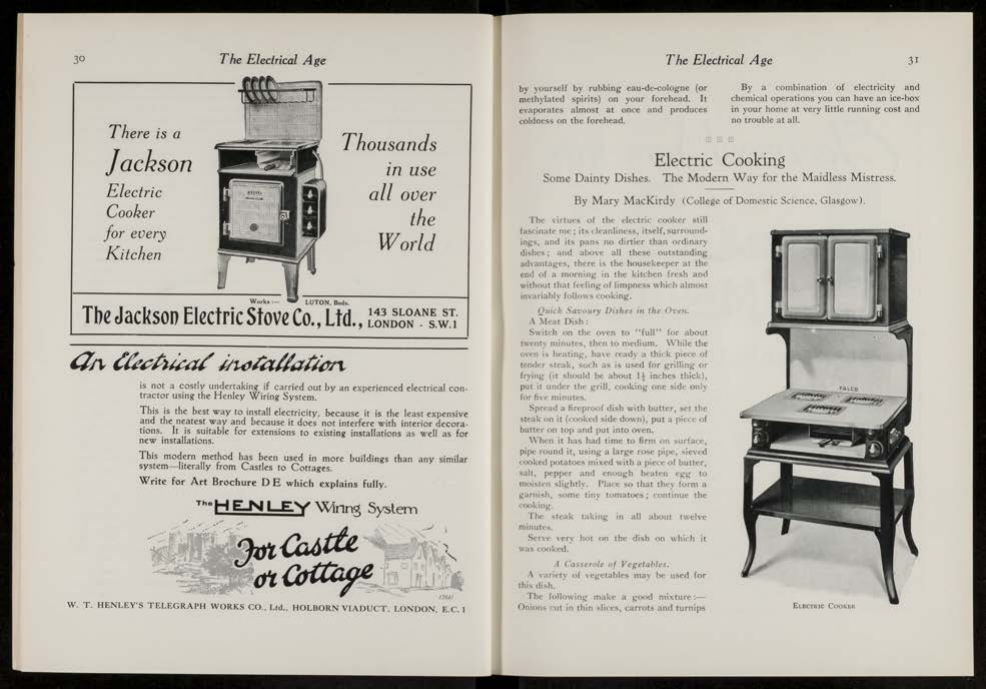 30
The Electrical Age
There is a
Jackson
Electric
Cooker
for every
Kitchen
Thousands
in use
all over
the
World
Works :— LUTON, Beds.
The Jackson Electric Stove Co., Ltd., 143 SLOANE ST.
LONDON - S.W.1
An Electrical installation
is not a costly undertaking if carried out by an experienced electrical con-
tractor using the Henley Wiring System.
This is the best way to install electricity, because it is the least expensive
and the neatest way and because it does not interfere with interior decora-
tions. It is suitable for extensions to existing installations as well as for
new installations.
This modern method has been used in more buildings than any similar
system—literally from Castles to Cottages.
Write for Art Brochure D E which explains fully.
The HENLEY Wiring System
For Castle
or Cottage
W. T. HENLEY'S TELEGRAPH WORKS CO., Ltd., HOLBORN VIADUCT, LONDON, E.C.1
The Electrical Age
31
by yourself by rubbing eau-de-cologne (or
methylated spirits) on your forehead. It
evaporates almost at once and produces
coldness on the forehead.
By a combination of electricity and
chemical operations you can have an ice-box
in your home at very little running cost and
no trouble at all.
Electric Cooking
Some Dainty Dishes. The Modern Way for the Maidless Mistress.
By Mary MacKirdy (College of Domestic Science, Glasgow).
The virtues of the electric cooker still
fascinate me ; its cleanliness, itself, surround-
ings, and its pans no dirtier than ordinary
dishes ; and above all these outstanding
advantages, there is the housekeeper at the
end of a morning in the kitchen fresh and
without that feeling of limpness which almost
invariably follows cooking.
Quick Savoury Dishes in the Oven.
A Meat Dish :
Switch on the oven to "full" for about
twenty minutes, then to medium. While the
oven is heating, have ready a thick piece of
tender steak, such as is used for grilling or
frying (it should be about 1½ inches thick),
put it under the grill, cooking one side only
for five minutes.
Spread a fireproof dish with butter, set the
steak on it (cooked side down), put a piece of
butter on top and put into oven.
When it has had time to firm on surface,
pipe round it, using a large rose pipe, sieved
cooked potatoes mixed with a piece of butter,
salt, pepper and enough beaten egg to
moisten slightly. Place so that they form a
garnish, some tiny tomatoes ; continue the
cooking.
The steak taking in all about twelve
minutes.
Serve very hot on the dish on which it
was cooked.
A Casserole of Vegetables.
A variety of vegetables may be used for
this dish.
The following make a good mixture :—
Onions cut in thin slices, carrots and turnips
FALCO
ELECTRIC COOKER